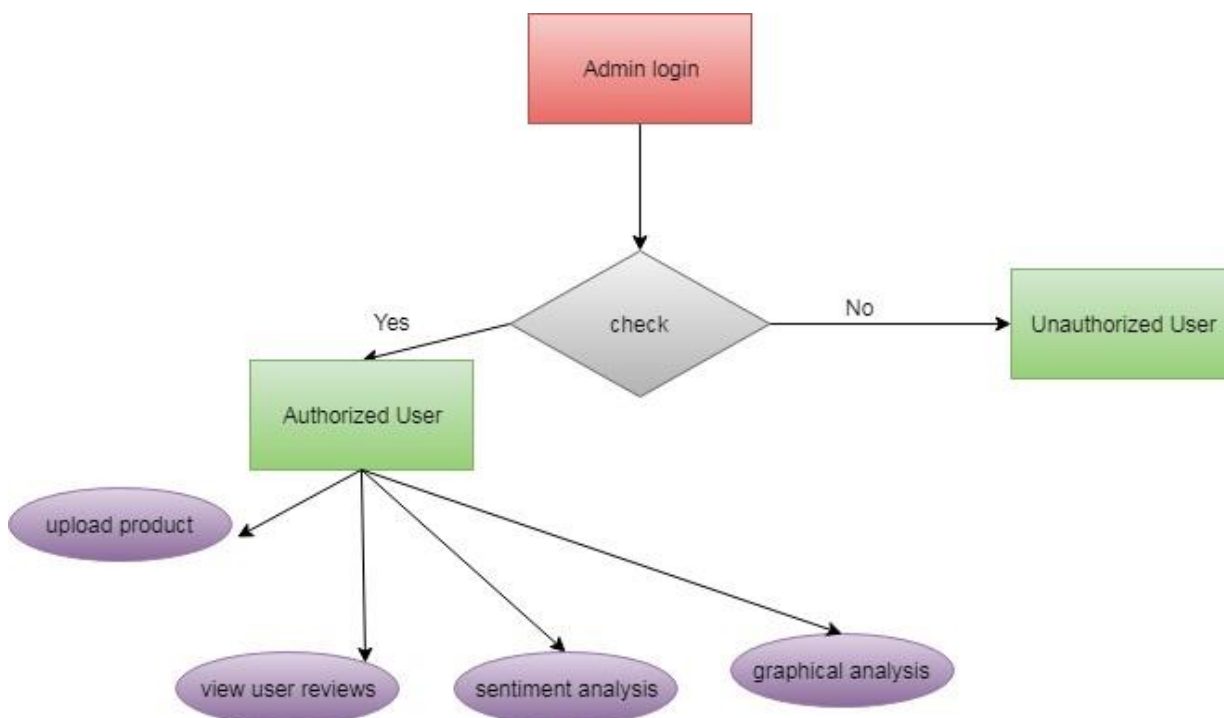 Admin login
check
Yes
No
Unauthorized User
Authorized User
upload product
view user reviews
sentiment analysis
graphical analysis